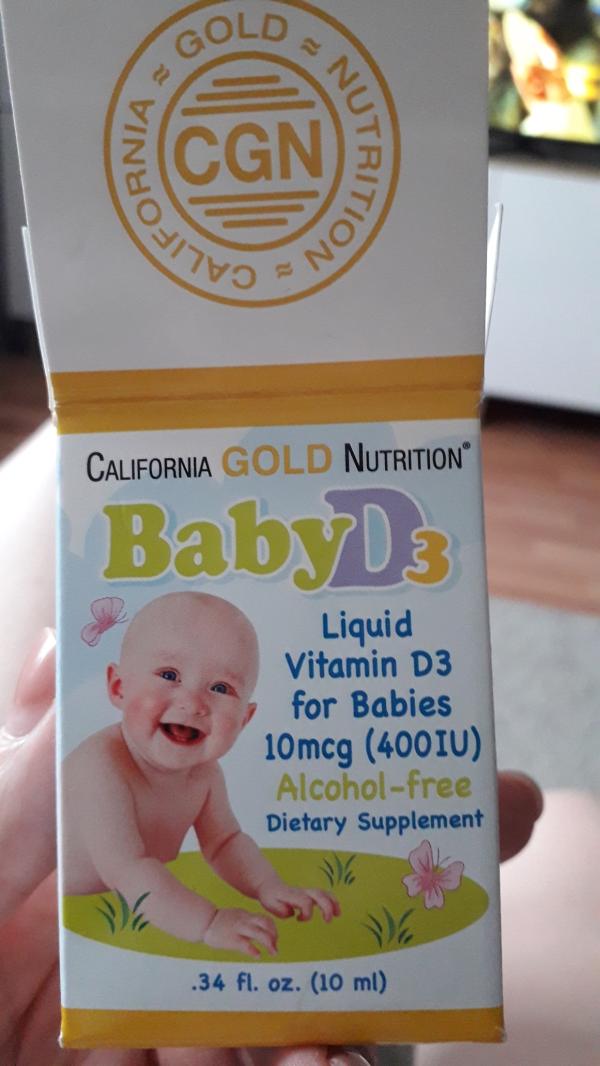 CALIFORNIA ≈ GOLD ≈ NUTRITION ≈
CGN
CALIFORNIA GOLD NUTRITION®
BabyD3
Liquid
Vitamin D3
for Babies
10mcg (400IU)
Alcohol-free
Dietary Supplement
.34 fl. oz. (10 ml)